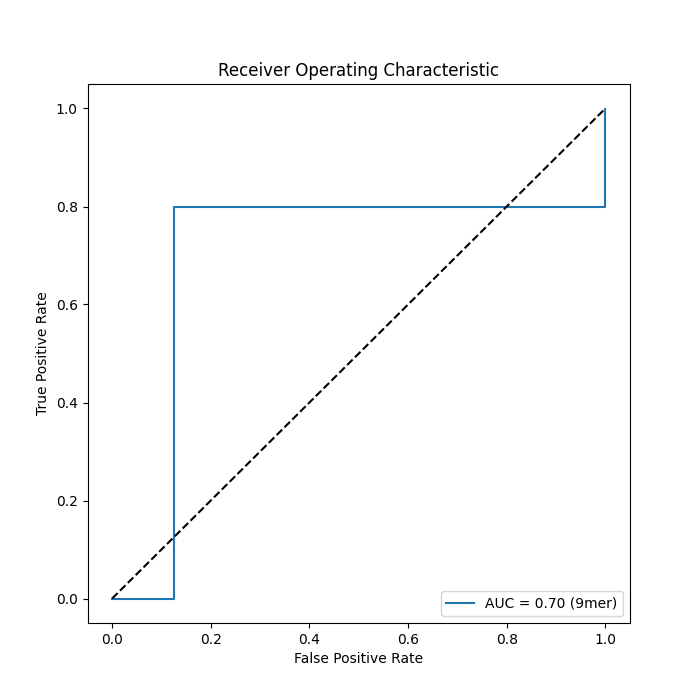 Receiver Operating Characteristic
1.0
0.8
0.6
0.4
0.2
0.0
True Positive Rate
AUC = 0.70 (9mer)
0.0 0.2 0.4 0.6 0.8 1.0
False Positive Rate